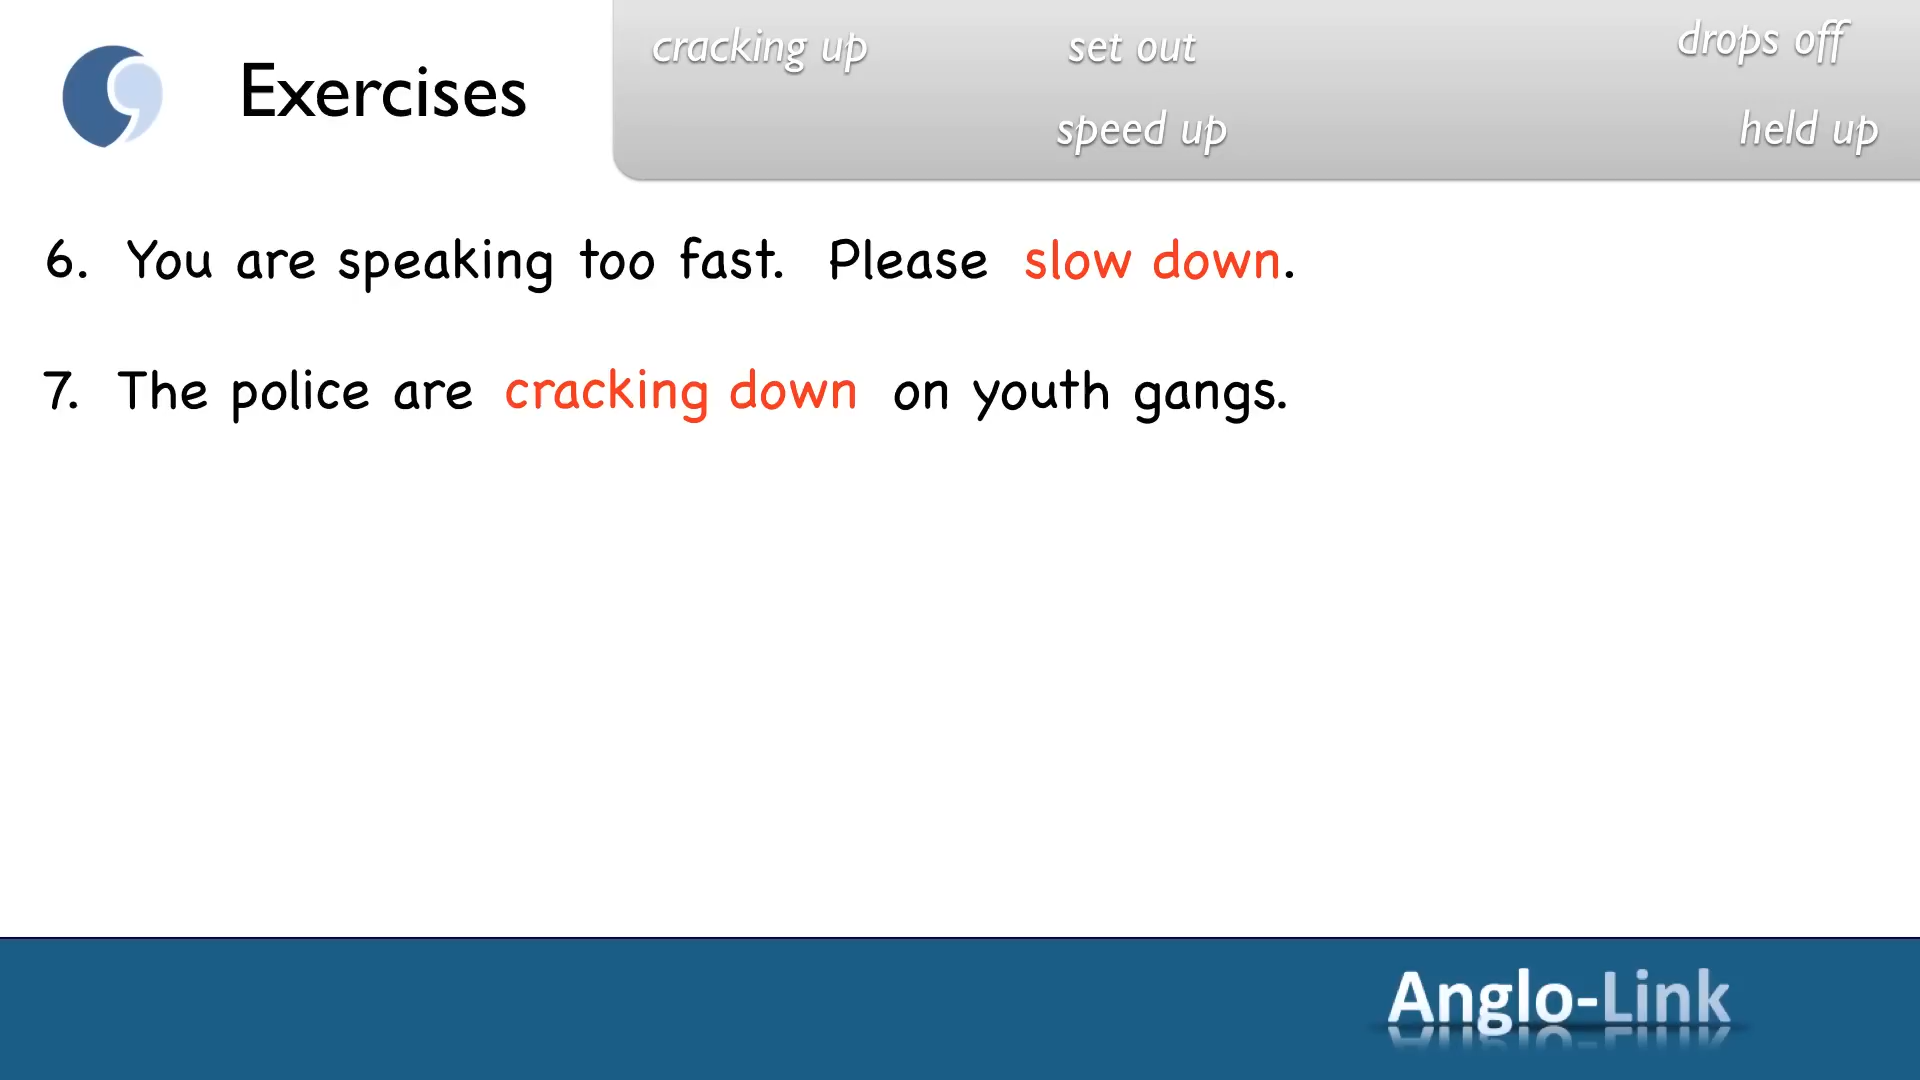 Exercises
cracking up set out drops off
speed up held up
6. You are speaking too fast. Please slow down.
7. The police are cracking down on youth gangs.
Anglo-Link